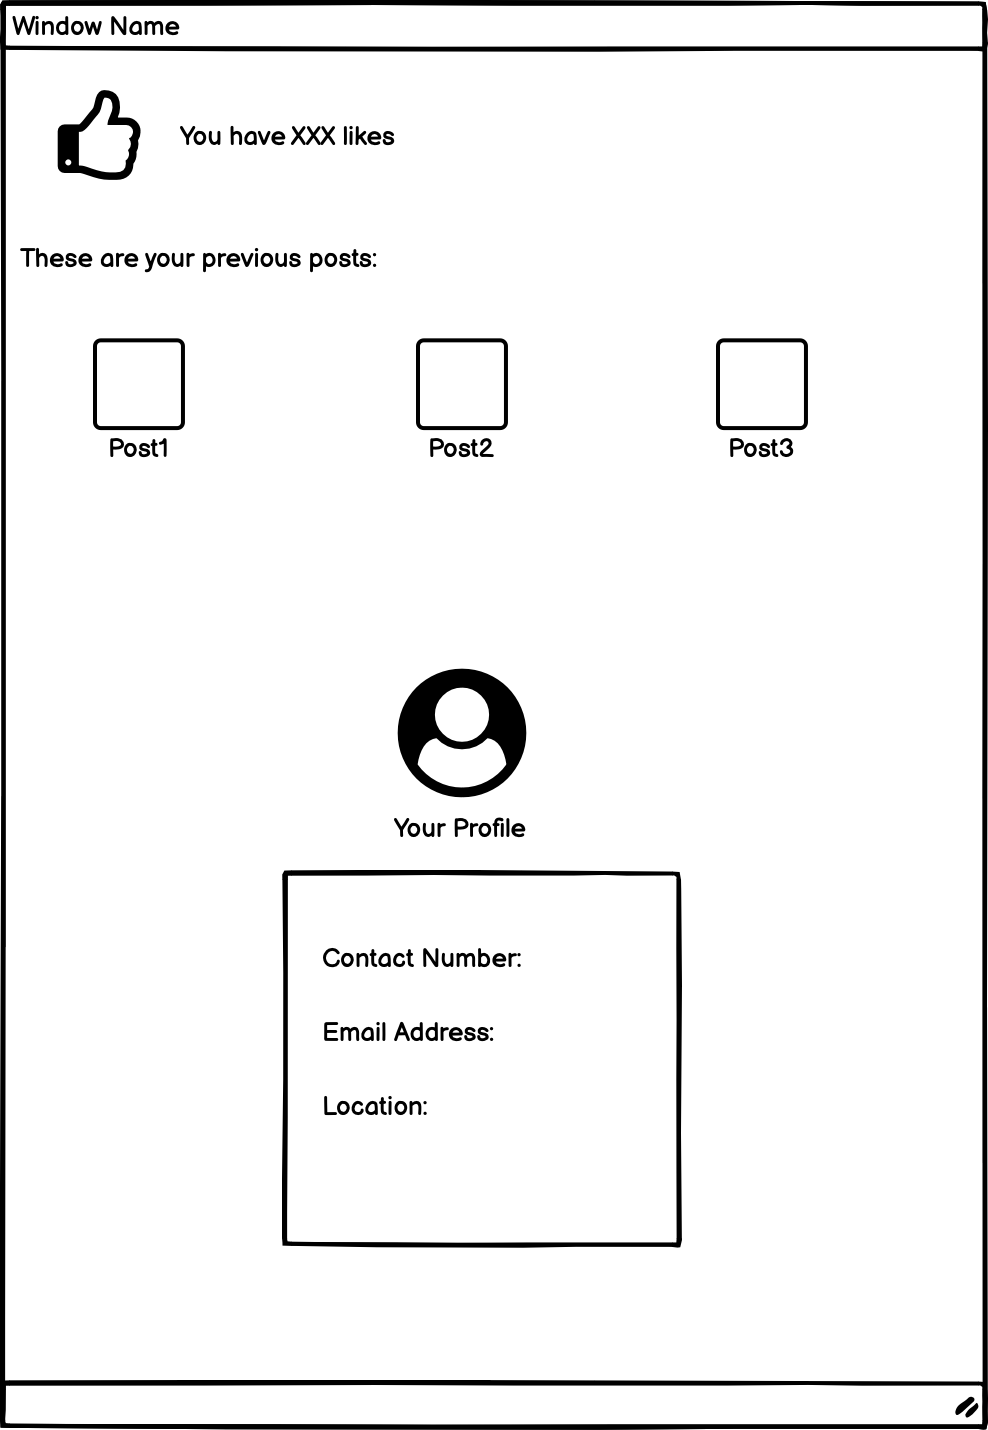 Window Name
You have XXX likes
These are your previous posts:
Post1 Post2 Post3
Your Profile
Contact Number:
Email Address:
Location: